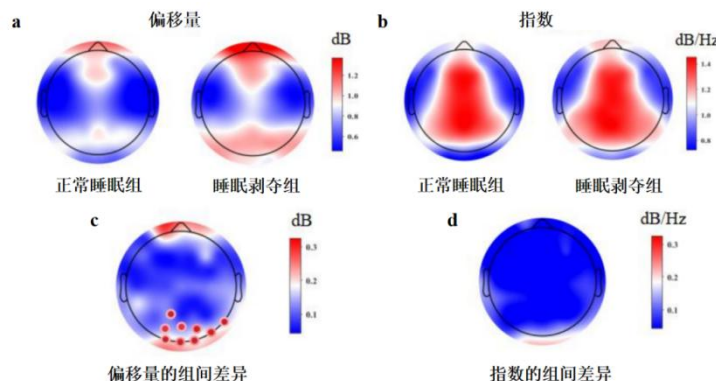 a 偏移量 dB
1.2
1.0
0.8
0.6
正常睡眠组 睡眠剥夺组
b 指数 dB/Hz
1.4
1.2
1.0
0.8
正常睡眠组 睡眠剥夺组
c dB
0.3
0.2
0.1
偏移量的组间差异
d dB/Hz
0.3
0.2
0.1
指数的组间差异